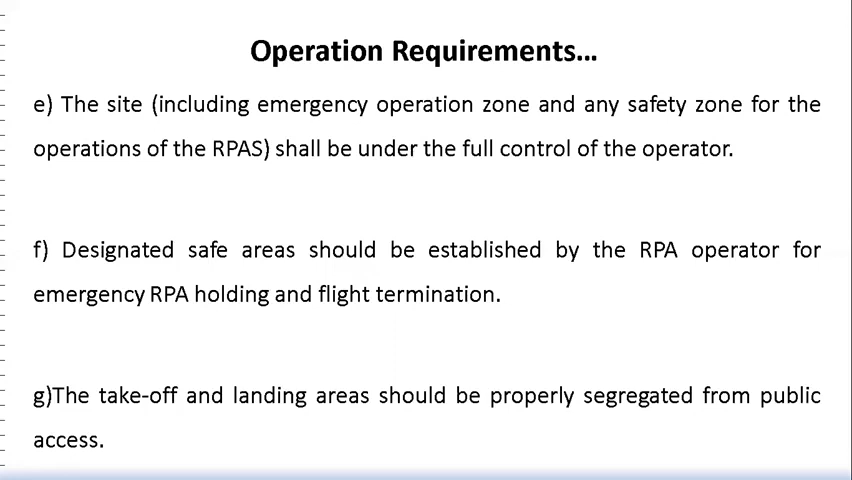 Operation Requirements...
e) The site (including emergency operation zone and any safety zone for the
operations of the RPAS) shall be under the full control of the operator.
f) Designated safe areas should be established by the RPA operator for
emergency RPA holding and flight termination.
g)The take-off and landing areas should be properly segregated from public
access.